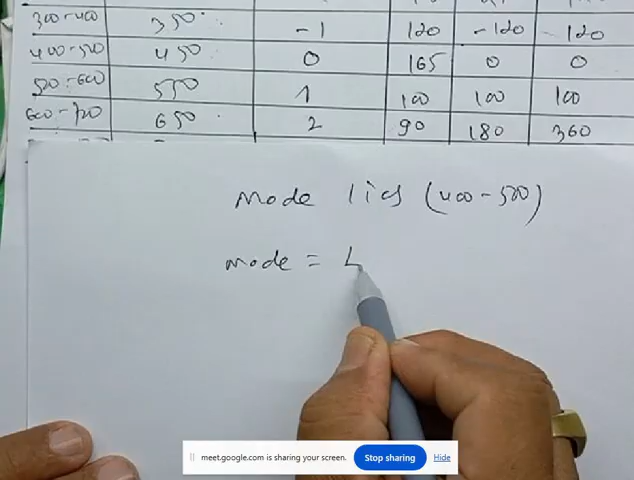 300-400 350 -1 120 -120 -120
400-500 450 0 165 0 0
500-600 550 1 100 100 100
600-700 650 2 90 180 360
Mode lies (400-500)
mode = L
meet.google.com is sharing your screen. Stop sharing Hide